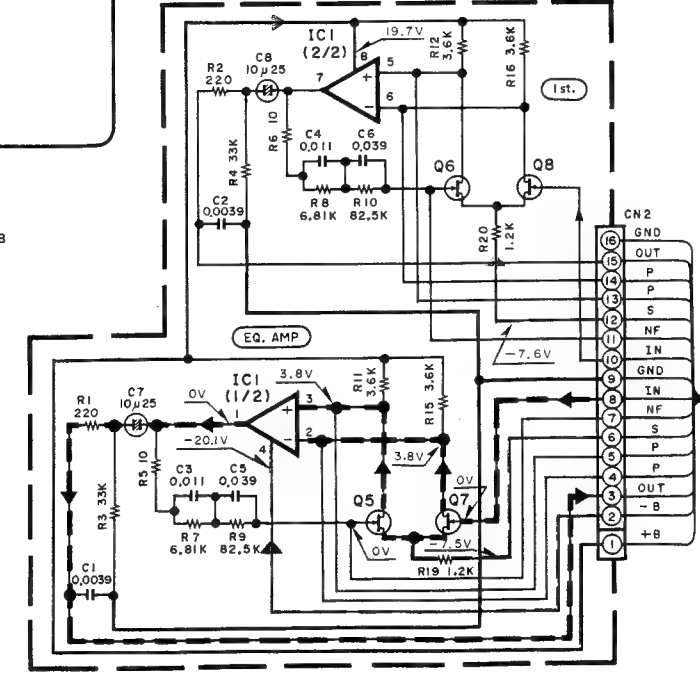 IC1
(2/2)
19.7V
8
R12
3.6K
R16 3.6K
R2
220
C8
10µ25
7
5
6
+
−
1st.
R6 10
C4
0.011
C6
0.039
R4 33K
R8
6.81K
R10
82.5K
Q6
Q8
C2
0.0039
R20
1.2K
CN2
16 GND
15 OUT
14 P
13 P
12 S
11 NF
10 IN
9 GND
8 IN
7 NF
6 S
5 P
4 P
3 OUT
2 -B
1 +B
B
-7.6V
EQ. AMP
IC1
(1/2)
3.8V
R11
3.6K
R15 3.6K
R1
220
C7
10µ25
0V
1
3
2
4
+
−
-20.1V
3.8V
R5 10
C3
0.011
C5
0.039
R3 33K
R7
6.81K
R9
82.5K
Q5
Q7
0V
0V
-7.5V
R19 1.2K
C1
0.0039